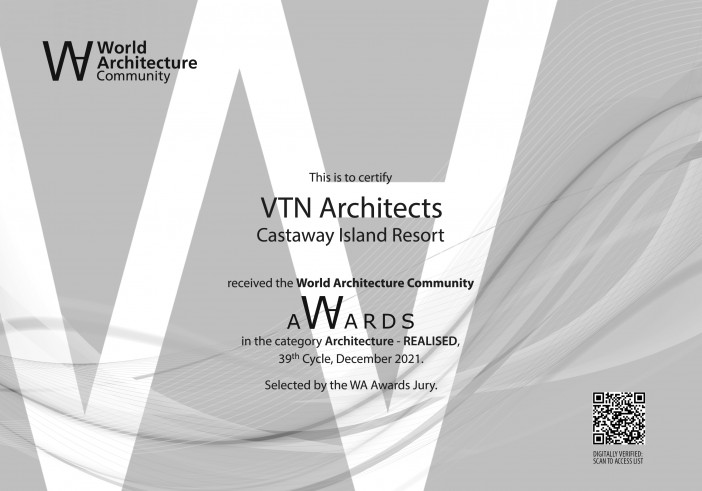 World
Architecture
Community
This is to certify
VTN Architects
Castaway Island Resort
received the World Architecture Community
AWARDS
in the category Architecture - REALISED,
39th Cycle, December 2021.
Selected by the WA Awards Jury.
DIGITALLY VERIFIED:
SCAN TO ACCESS LIST